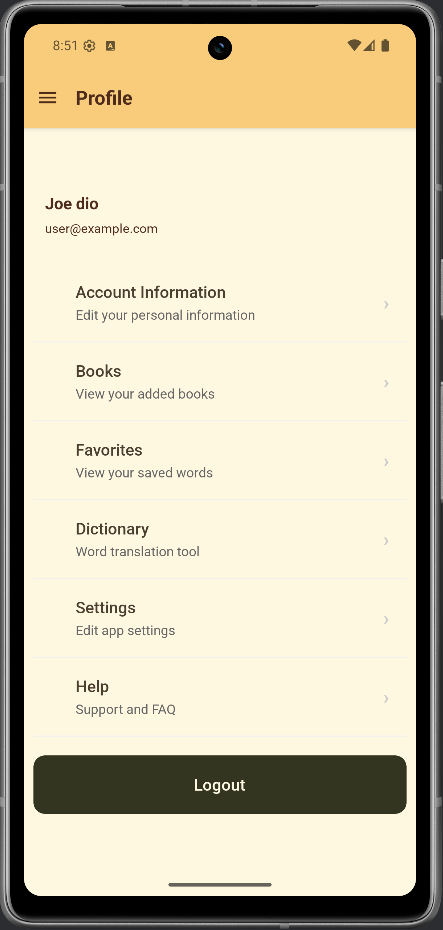 8:51
Profile
Joe dio
user@example.com
Account Information
Edit your personal information
Books
View your added books
Favorites
View your saved words
Dictionary
Word translation tool
Settings
Edit app settings
Help
Support and FAQ
Logout